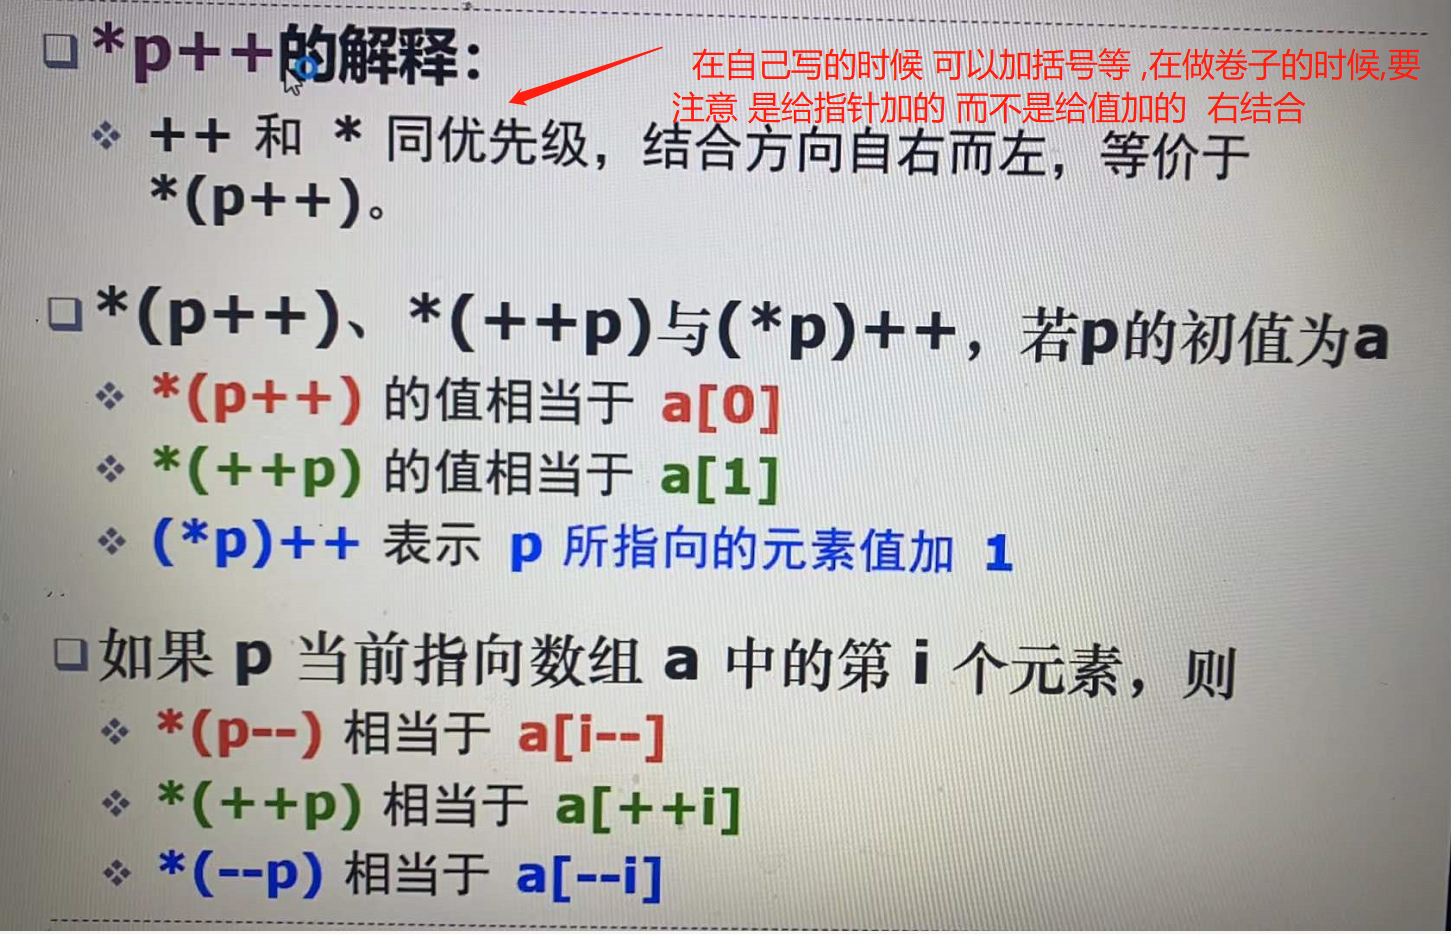 *p++的解释：
在自己写的时候 可以加括号等 ,在做卷子的时候,要
注意 是给指针加的 而不是给值加的 右结合
++ 和 * 同优先级，结合方向自右而左，等价于
*(p++)。
*(p++)、*(++p)与(*p)++，若p的初值为a
*(p++) 的值相当于 a[0]
*(++p) 的值相当于 a[1]
(*p)++ 表示 p 所指向的元素值加 1
如果 p 当前指向数组 a 中的第 i 个元素，则
*(p--) 相当于 a[i--]
*(++p) 相当于 a[++i]
*(--p) 相当于 a[--i]